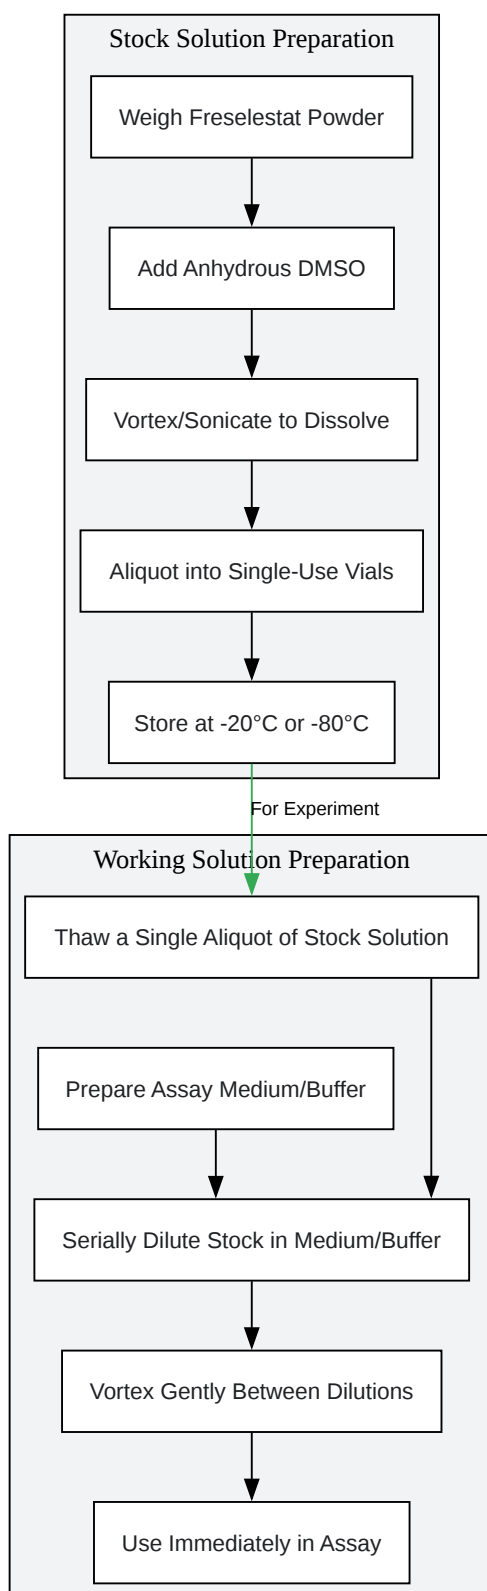 Stock Solution Preparation
Weigh Freselestat Powder
Add Anhydrous DMSO
Vortex/Sonicate to Dissolve
Aliquot into Single-Use Vials
Store at -20°C or -80°C
For Experiment
Working Solution Preparation
Thaw a Single Aliquot of Stock Solution
Prepare Assay Medium/Buffer
Serially Dilute Stock in Medium/Buffer
Vortex Gently Between Dilutions
Use Immediately in Assay